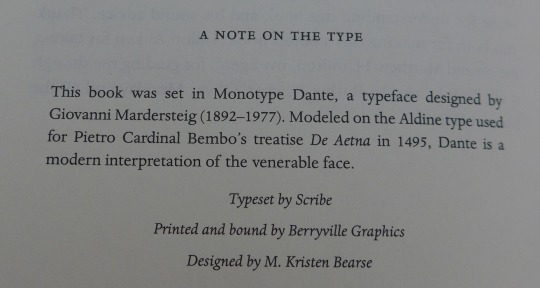 A NOTE ON THE TYPE
This book was set in Monotype Dante, a typeface designed by
Giovanni Mardersteig (1892–1977). Modeled on the Aldine type used
for Pietro Cardinal Bembo's treatise De Aetna in 1495, Dante is a
modern interpretation of the venerable face.
Typeset by Scribe
Printed and bound by Berryville Graphics
Designed by M. Kristen Bearse